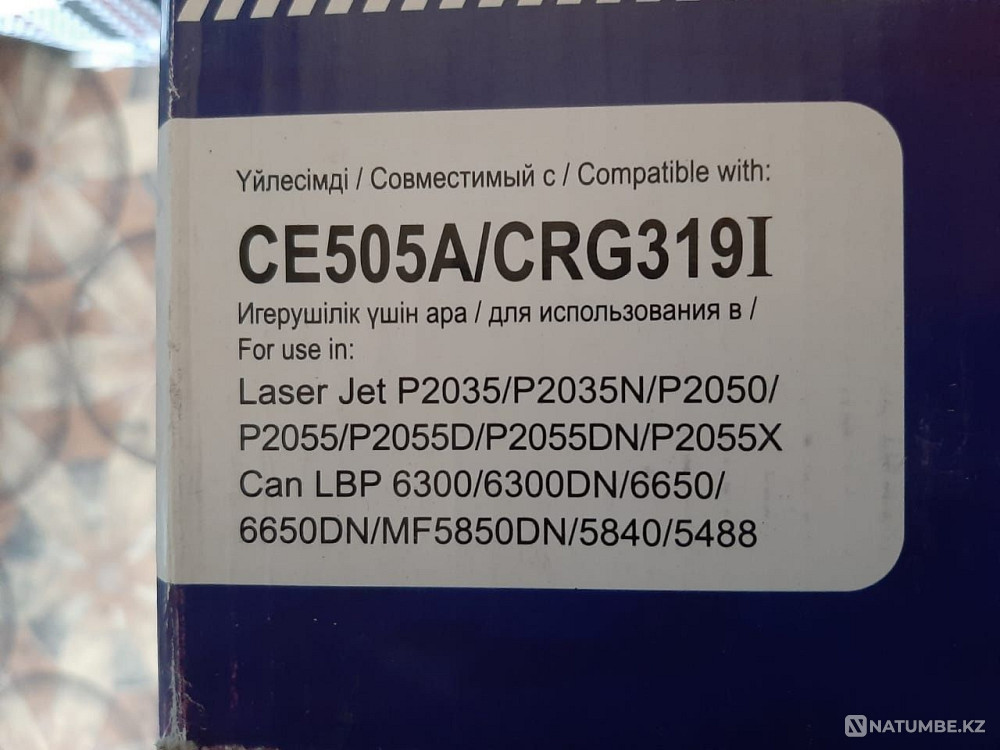 Үйлесімді / Совместимый с / Compatible with:
CE505A/CRG319I
Игерушілік үшін ара / для использования в /
For use in:
Laser Jet P2035/P2035N/P2050/
P2055/P2055D/P2055DN/P2055X
Can LBP 6300/6300DN/6650/
6650DN/MF5850DN/5840/5488
NATUMBE.KZ